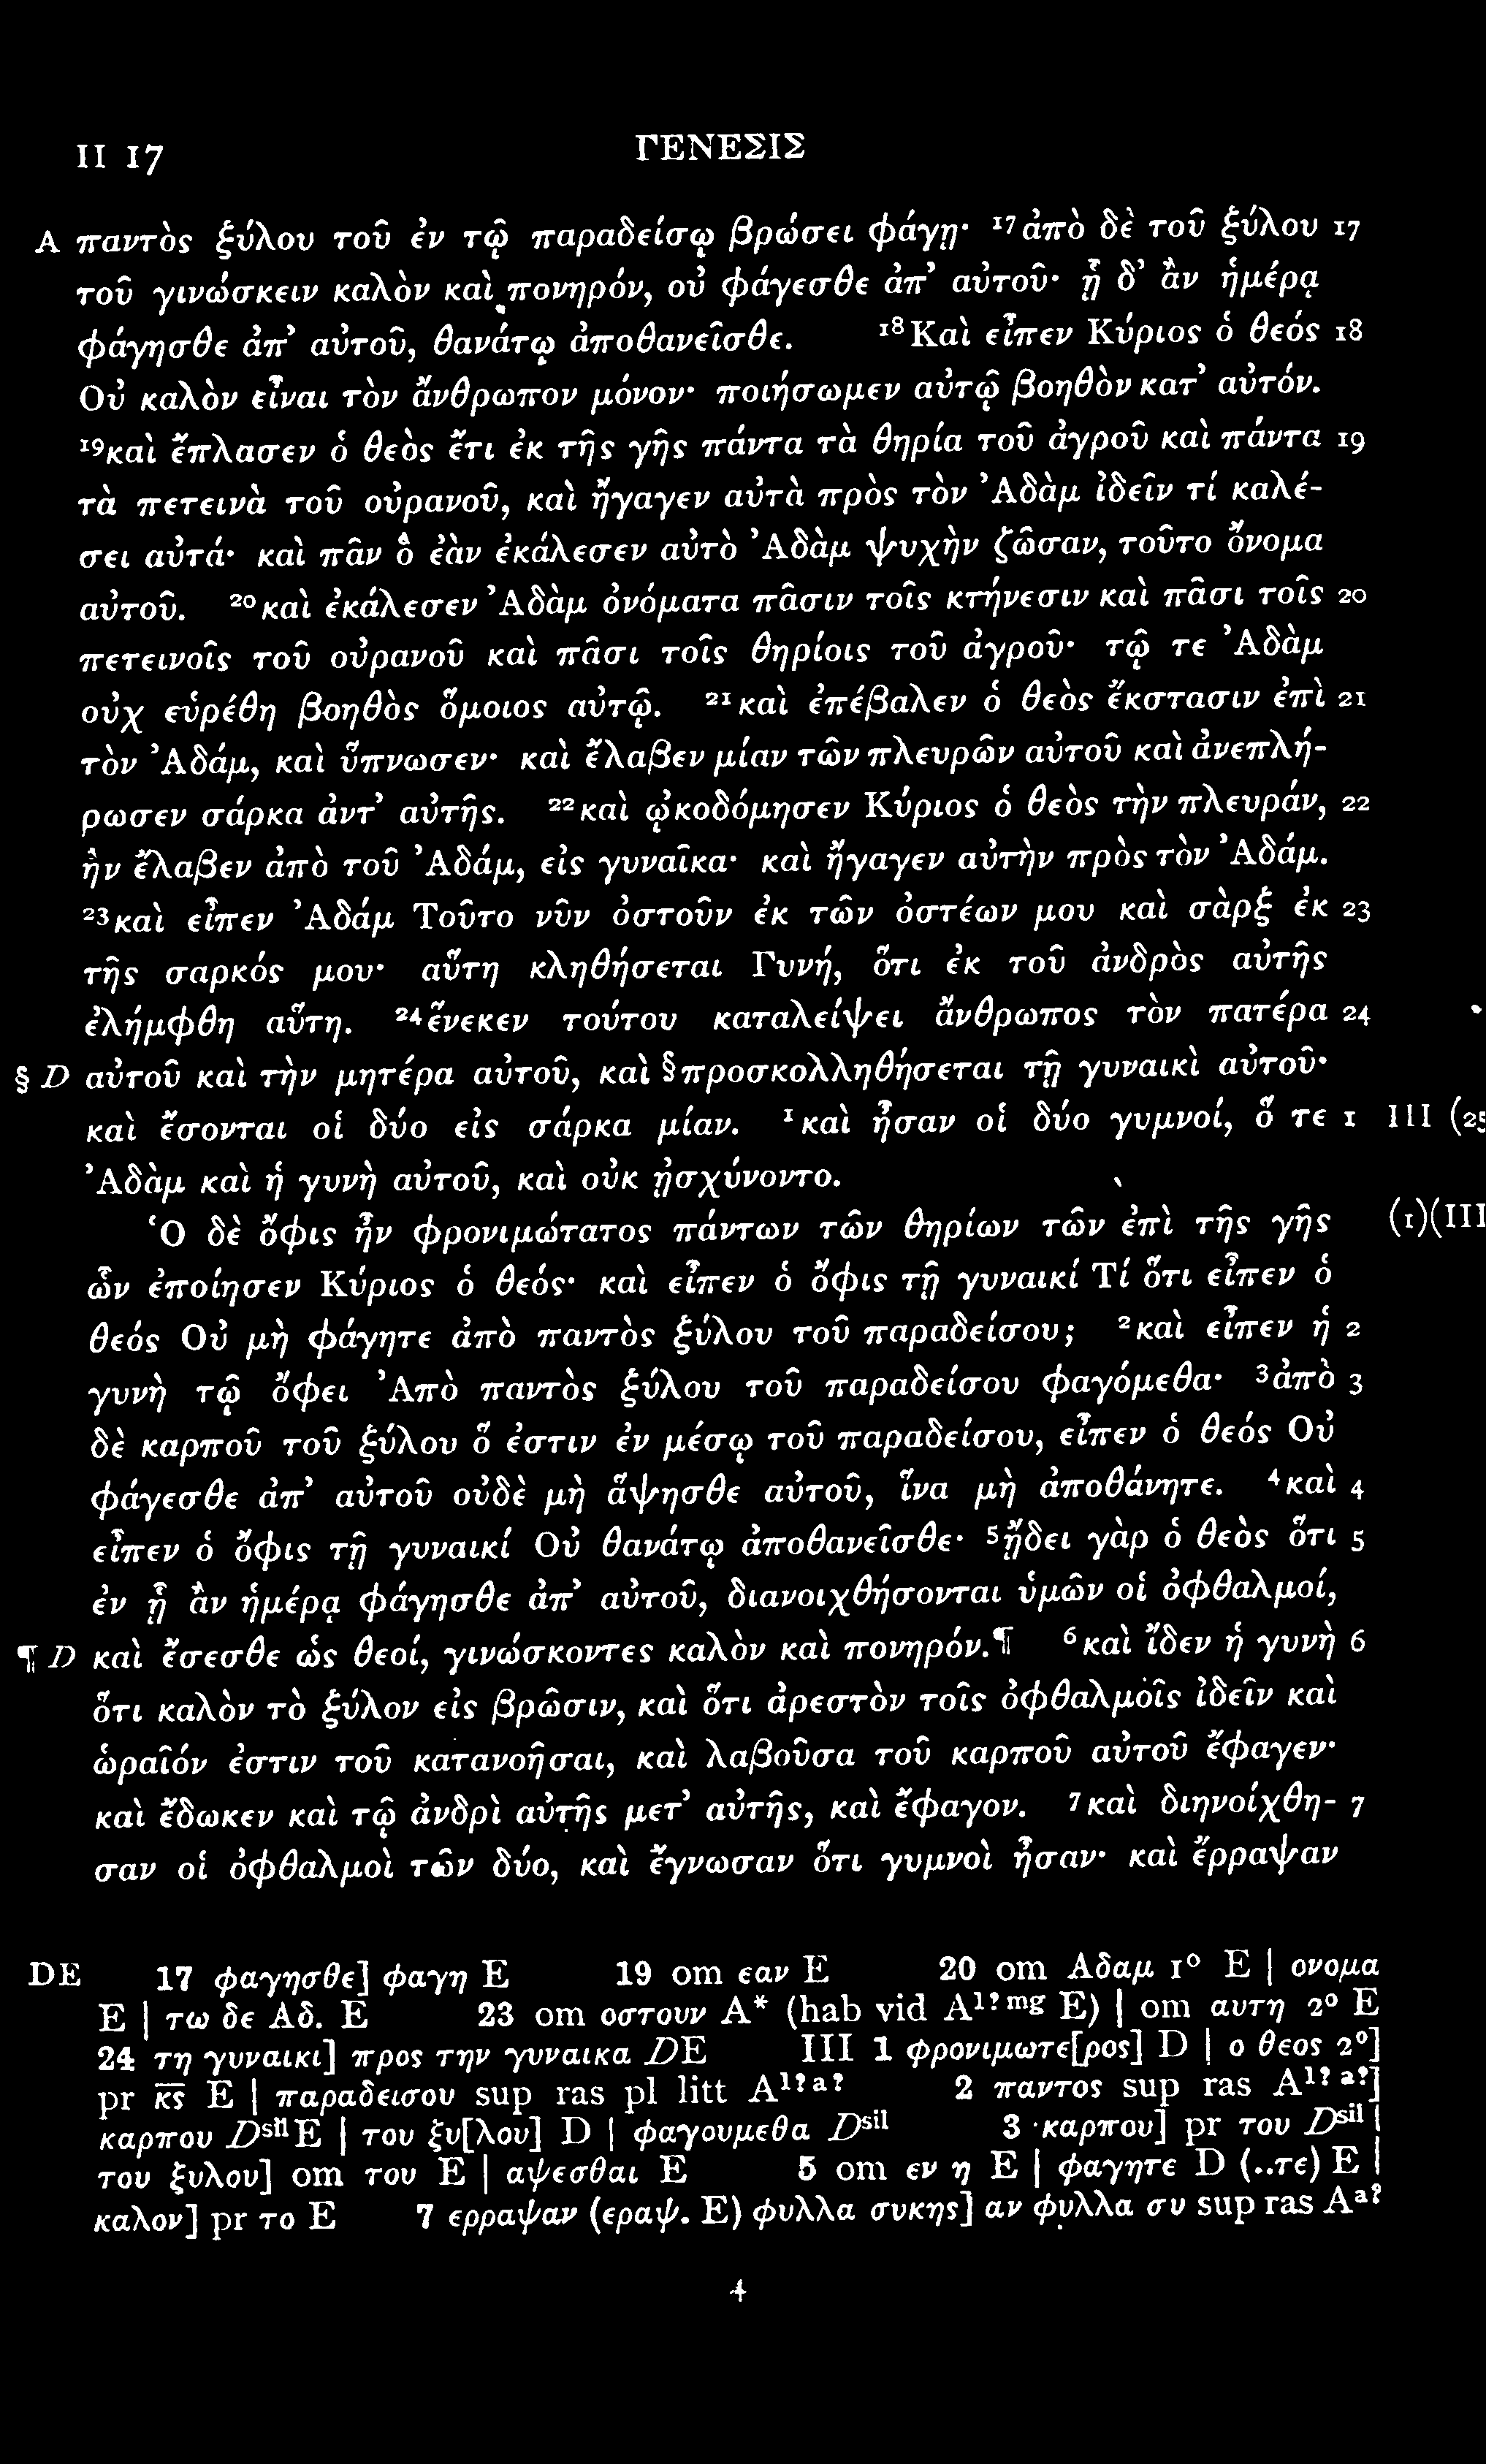 II 17 ΓΕΝΕΣΙΣ
A παντὸς ξύλου τοῦ ἐν τῷ παραδείσῳ βρώσει φάγῃ· ¹⁷ἀπὸ δὲ τοῦ ξύλου 17
τοῦ γινώσκειν καλὸν καὶ πονηρόν, οὐ φάγεσθε ἀπ’ αὐτοῦ· ᾗ δ’ ἂν ἡμέρᾳ
φάγησθε ἀπ’ αὐτοῦ, θανάτῳ ἀποθανεῖσθε. ¹⁸Καὶ εἶπεν Κύριος ὁ θεός 18
Οὐ καλὸν εἶναι τὸν ἄνθρωπον μόνον· ποιήσωμεν αὐτῷ βοηθὸν κατ’ αὐτόν.
¹⁹καὶ ἔπλασεν ὁ θεὸς ἔτι ἐκ τῆς γῆς πάντα τὰ θηρία τοῦ ἀγροῦ καὶ πάντα 19
τὰ πετεινὰ τοῦ οὐρανοῦ, καὶ ἤγαγεν αὐτὰ πρὸς τὸν Ἀδὰμ ἰδεῖν τί καλέ-
σει αὐτά· καὶ πᾶν ὃ ἐὰν ἐκάλεσεν αὐτὸ Ἀδὰμ ψυχὴν ζῶσαν, τοῦτο ὄνομα
αὐτοῦ. ²⁰καὶ ἐκάλεσεν Ἀδὰμ ὀνόματα πᾶσιν τοῖς κτήνεσιν καὶ πᾶσι τοῖς 20
πετεινοῖς τοῦ οὐρανοῦ καὶ πᾶσι τοῖς θηρίοις τοῦ ἀγροῦ· τῷ τε Ἀδὰμ
οὐχ εὑρέθη βοηθὸς ὅμοιος αὐτῷ. ²¹καὶ ἐπέβαλεν ὁ θεὸς ἔκστασιν ἐπὶ 21
τὸν Ἀδάμ, καὶ ὕπνωσεν· καὶ ἔλαβεν μίαν τῶν πλευρῶν αὐτοῦ καὶ ἀνεπλή-
ρωσεν σάρκα ἀντ’ αὐτῆς. ²²καὶ ᾠκοδόμησεν Κύριος ὁ θεὸς τὴν πλευράν, 22
ἣν ἔλαβεν ἀπὸ τοῦ Ἀδάμ, εἰς γυναῖκα· καὶ ἤγαγεν αὐτὴν πρὸς τὸν Ἀδάμ.
²³καὶ εἶπεν Ἀδάμ Τοῦτο νῦν ὀστοῦν ἐκ τῶν ὀστέων μου καὶ σὰρξ ἐκ 23
τῆς σαρκός μου· αὕτη κληθήσεται Γυνή, ὅτι ἐκ τοῦ ἀνδρὸς αὐτῆς
ἐλήμφθη αὕτη. ²⁴ἕνεκεν τούτου καταλείψει ἄνθρωπος τὸν πατέρα 24
§ D αὐτοῦ καὶ τὴν μητέρα αὐτοῦ, καὶ §προσκολληθήσεται τῇ γυναικὶ αὐτοῦ·
καὶ ἔσονται οἱ δύο εἰς σάρκα μίαν. ¹καὶ ἦσαν οἱ δύο γυμνοί, ὅ τε 1 III (25
Ἀδὰμ καὶ ἡ γυνὴ αὐτοῦ, καὶ οὐκ ᾐσχύνοντο.
Ὁ δὲ ὄφις ἦν φρονιμώτατος πάντων τῶν θηρίων τῶν ἐπὶ τῆς γῆς (1)(III
ὧν ἐποίησεν Κύριος ὁ θεός· καὶ εἶπεν ὁ ὄφις τῇ γυναικί Τί ὅτι εἶπεν ὁ
θεός Οὐ μὴ φάγητε ἀπὸ παντὸς ξύλου τοῦ παραδείσου; ²καὶ εἶπεν ἡ 2
γυνὴ τῷ ὄφει Ἀπὸ παντὸς ξύλου τοῦ παραδείσου φαγόμεθα· ³ἀπὸ 3
δὲ καρποῦ τοῦ ξύλου ὅ ἐστιν ἐν μέσῳ τοῦ παραδείσου, εἶπεν ὁ θεός Οὐ
φάγεσθε ἀπ’ αὐτοῦ οὐδὲ μὴ ἅψησθε αὐτοῦ, ἵνα μὴ ἀποθάνητε. ⁴καὶ 4
εἶπεν ὁ ὄφις τῇ γυναικί Οὐ θανάτῳ ἀποθανεῖσθε· ⁵ᾔδει γὰρ ὁ θεὸς ὅτι 5
ἐν ᾗ ἂν ἡμέρᾳ φάγησθε ἀπ’ αὐτοῦ, διανοιχθήσονται ὑμῶν οἱ ὀφθαλμοί,
¶ D καὶ ἔσεσθε ὡς θεοί, γινώσκοντες καλὸν καὶ πονηρόν.¶ ⁶καὶ ἴδεν ἡ γυνὴ 6
ὅτι καλὸν τὸ ξύλον εἰς βρῶσιν, καὶ ὅτι ἀρεστὸν τοῖς ὀφθαλμοῖς ἰδεῖν καὶ
ὡραῖόν ἐστιν τοῦ κατανοῆσαι, καὶ λαβοῦσα τοῦ καρποῦ αὐτοῦ ἔφαγεν·
καὶ ἔδωκεν καὶ τῷ ἀνδρὶ αὐτῆς μετ’ αὐτῆς, καὶ ἔφαγον. ⁷καὶ διηνοίχθη- 7
σαν οἱ ὀφθαλμοὶ τῶν δύο, καὶ ἔγνωσαν ὅτι γυμνοὶ ἦσαν· καὶ ἔρραψαν
DE 17 φαγησθε] φαγη E 19 om εαν E 20 om Αδαμ 1° E | ονομα
E | τω δε Αδ. E 23 om οστουν A* (hab vid A¹ˀᵐᵍ E) | om αυτη 2° E
24 τη γυναικι] προς την γυναικα DE III 1 φρονιμωτε[ρος] D | ο θεος 2°]
pr κ̅ς̅ E | παραδεισου sup ras pl litt A¹ˀᵃˀ 2 παντος sup ras A¹ˀᵃˀ]
καρπου Dˢⁱˡ E | του ξυ[λου] D | φαγουμεθα Dˢⁱˡ 3 καρπου] pr του Dˢⁱˡ |
του ξυλου] om του E | αψεσθαι E 5 om εν η E | φαγητε D (..τε) E |
καλον] pr το E 7 ερραψαν (εραψ. E) φυλλα συκης] αν φυλλα συ sup ras Aᵃˀ
4